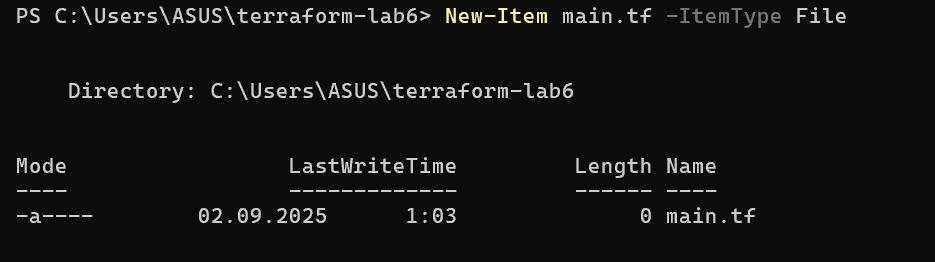 PS C:\Users\ASUS\terraform-lab6> New-Item main.tf -ItemType File
Directory: C:\Users\ASUS\terraform-lab6
Mode                 LastWriteTime         Length Name
----                 -------------         ------ ----
-a----        02.09.2025      1:03              0 main.tf